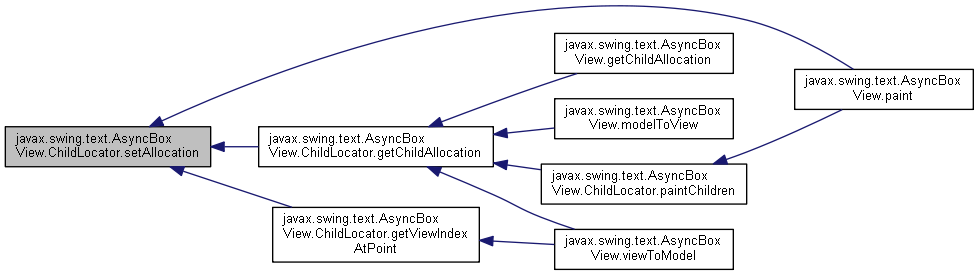 javax.swing.text.AsyncBox
View.ChildLocator.setAllocation
javax.swing.text.AsyncBox
View.ChildLocator.getChildAllocation
javax.swing.text.AsyncBox
View.ChildLocator.getViewIndex
AtPoint
javax.swing.text.AsyncBox
View.getChildAllocation
javax.swing.text.AsyncBox
View.modelToView
javax.swing.text.AsyncBox
View.ChildLocator.paintChildren
javax.swing.text.AsyncBox
View.viewToModel
javax.swing.text.AsyncBox
View.paint